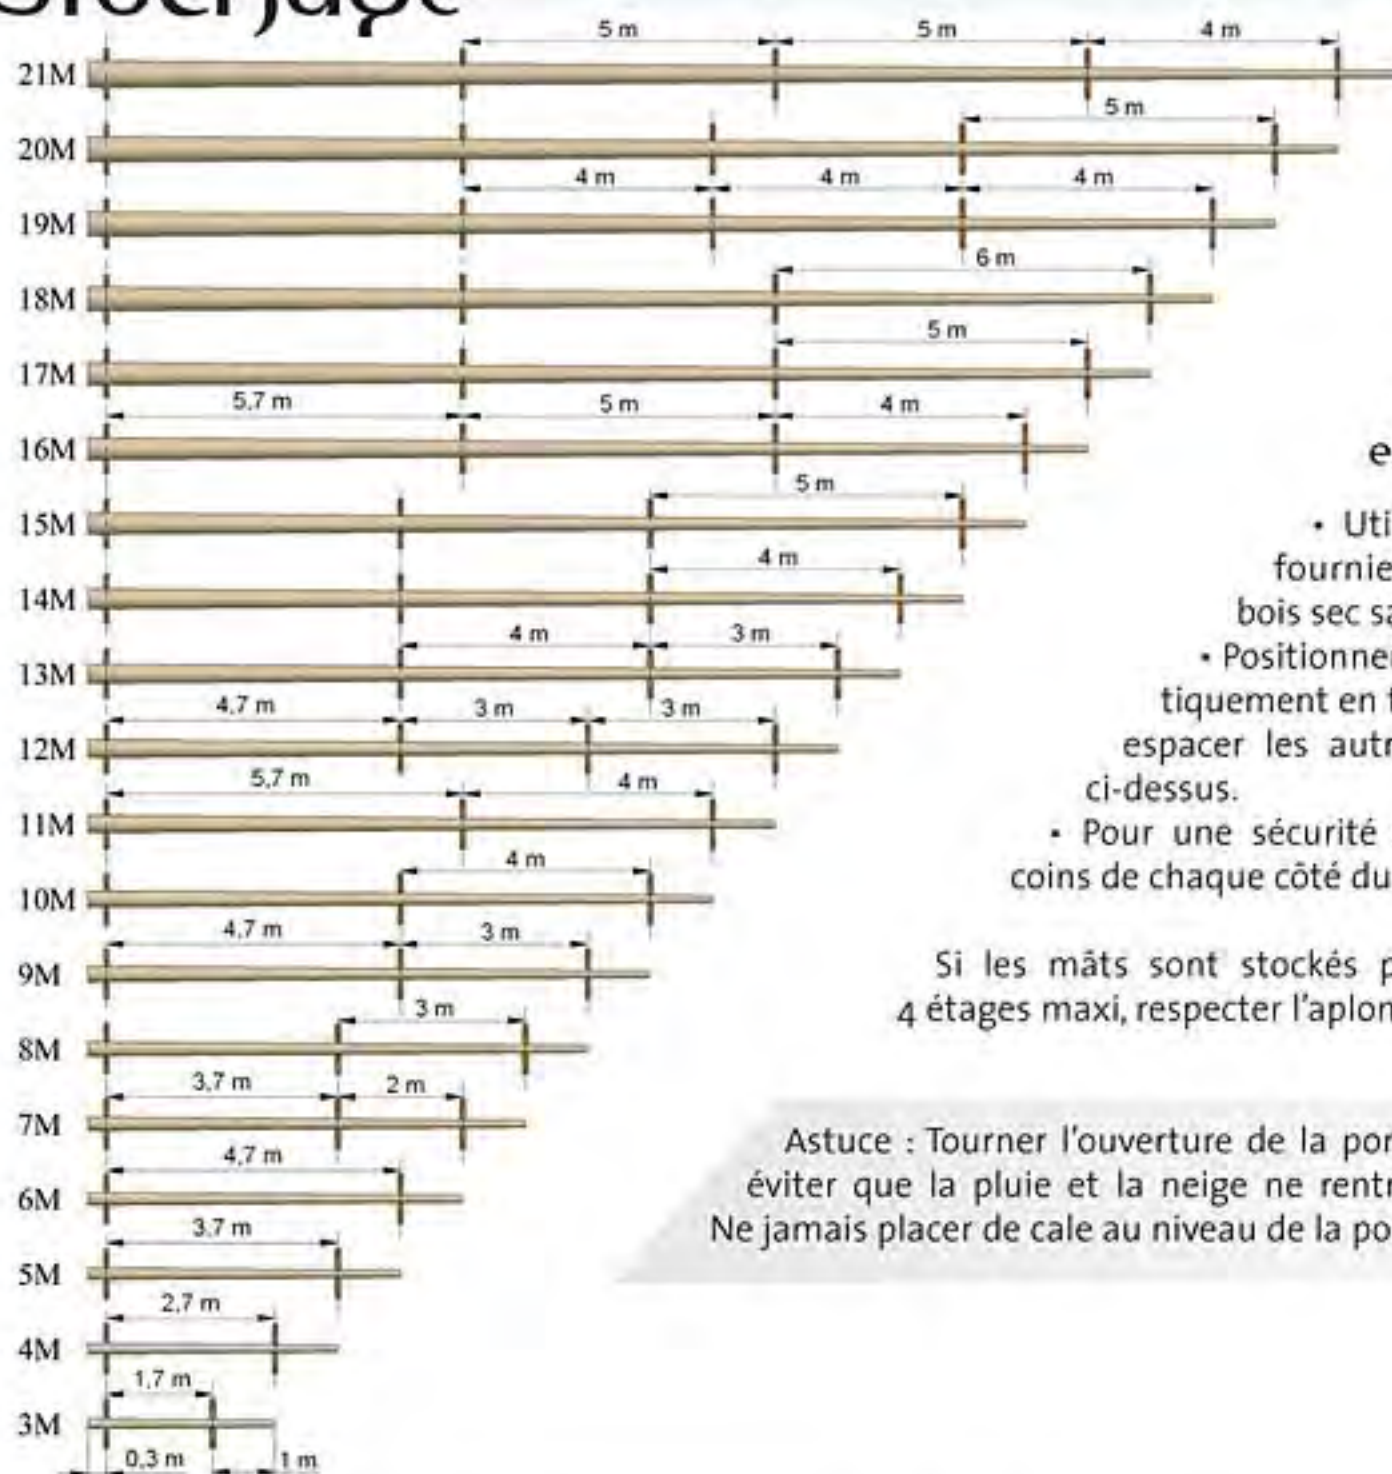 5 m 5 m 4 m
21M
5 m
20M
4 m 4 m 4 m
19M
6 m
18M
5 m
17M
5,7 m 5 m 4 m
16M
5 m
15M
4 m
14M
4 m 3 m
13M
4,7 m 3 m 3 m
12M
5,7 m 4 m
11M
4 m
10M
4,7 m 3 m
9M
3 m
8M
3,7 m 2 m
7M
4,7 m
6M
3,7 m
5M
2,7 m
4M
1,7 m
3M
0,3 m 1 m
e
• Uti
fournie
bois sec sa
• Positionner
tiquement en f
espacer les autr
ci-dessus.
• Pour une sécurité
coins de chaque côté du
Si les mâts sont stockés p
4 étages maxi, respecter l'aplon
Astuce : Tourner l'ouverture de la por
éviter que la pluie et la neige ne rentr
Ne jamais placer de cale au niveau de la po